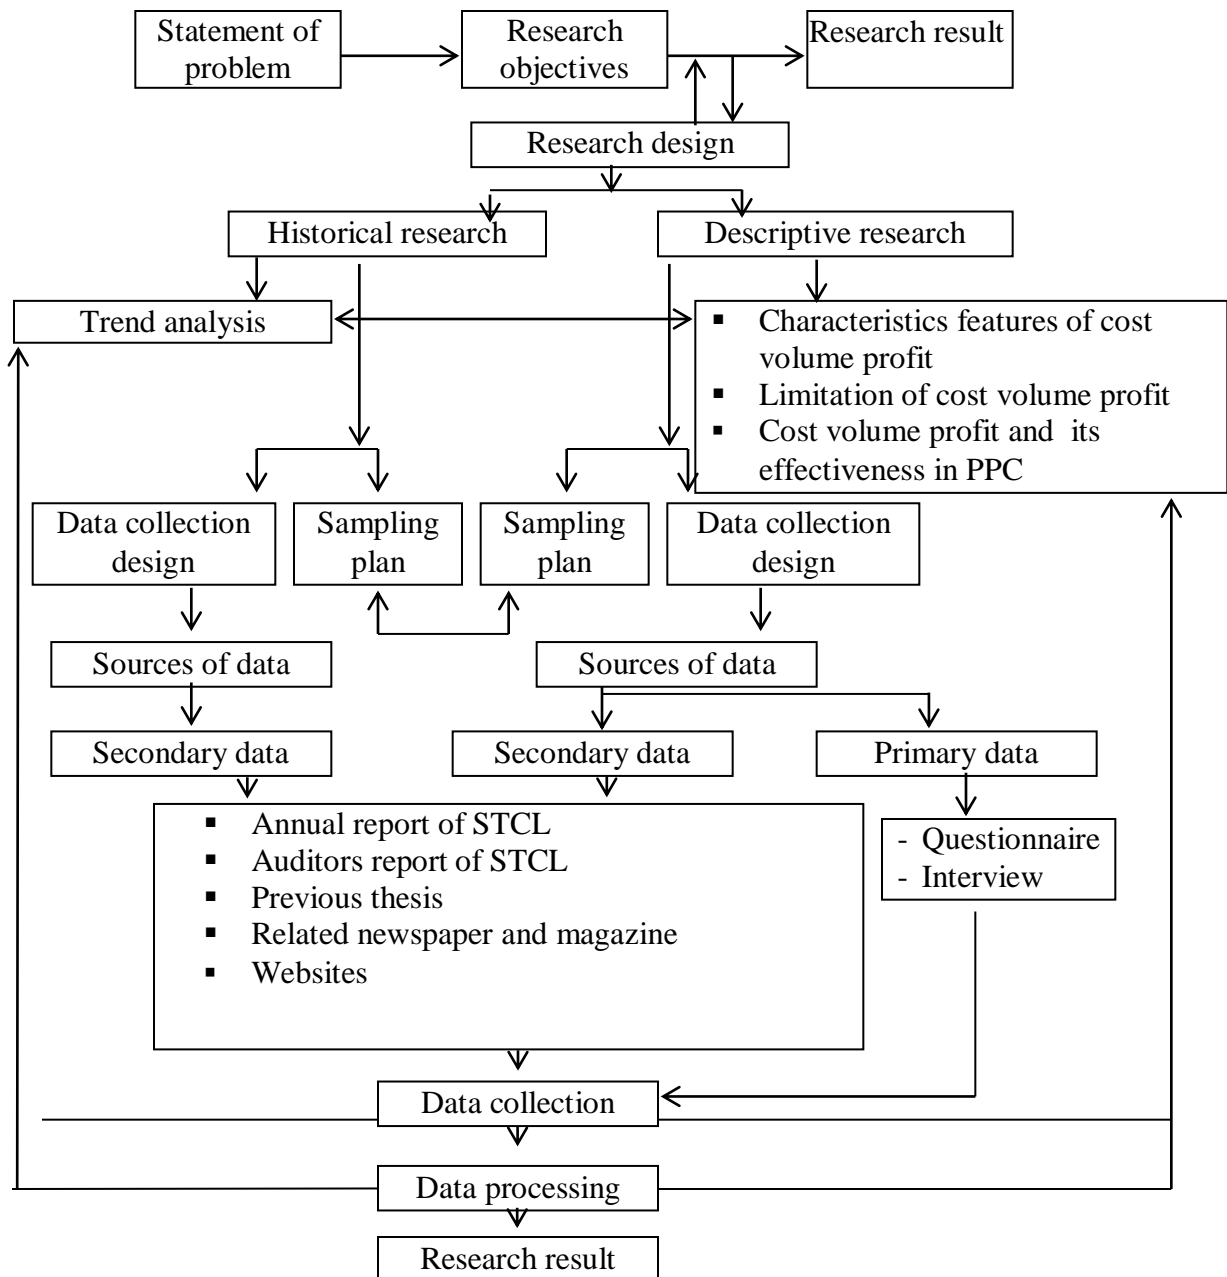 Statement of
problem
Research
objectives
Research result
Research design
Historical research
Descriptive research
Trend analysis
▪ Characteristics features of cost
volume profit
▪ Limitation of cost volume profit
▪ Cost volume profit and its
effectiveness in PPC
Data collection
design
Sampling
plan
Sampling
plan
Data collection
design
Sources of data
Sources of data
Secondary data
Secondary data
Primary data
▪ Annual report of STCL
▪ Auditors report of STCL
▪ Previous thesis
▪ Related newspaper and magazine
▪ Websites
- Questionnaire
- Interview
Data collection
Data processing
Research result